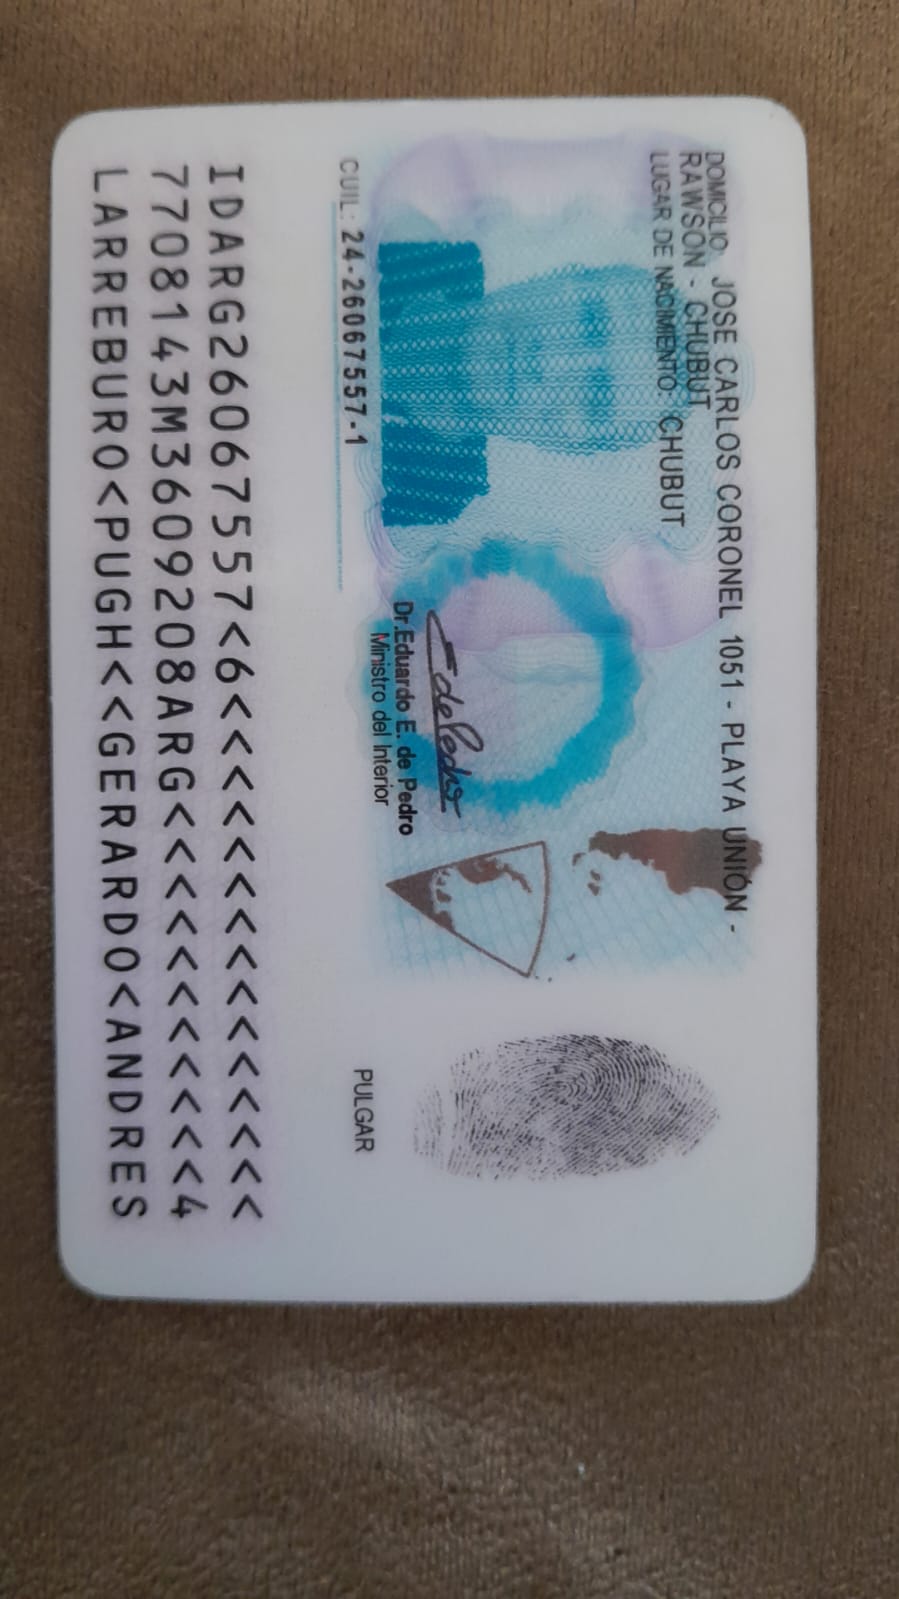 DOMICILIO: JOSE CARLOS CORONEL 1051 - PLAYA UNIÓN -
RAWSON - CHUBUT
LUGAR DE NACIMIENTO: CHUBUT
Dr.Eduardo E. de Pedro
Ministro del Interior
CUIL: 24-26067557-1
PULGAR
IDARG26067557<6<<<<<<<<<<<<<<<
7708143M3609208ARG<<<<<<<<<<<4
LARREBURO<PUGH<<GERARDO<ANDRES